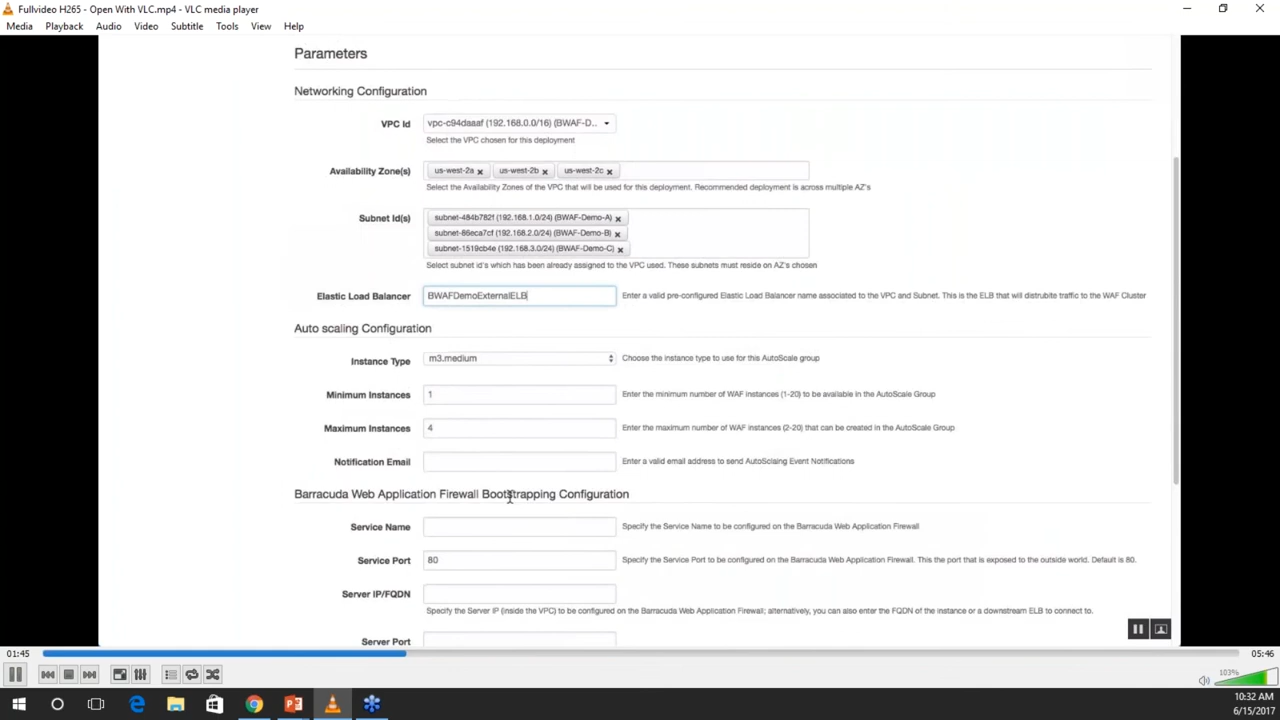 Fullvideo H265 - Open With VLC.mp4 - VLC media player
Media Playback Audio Video Subtitle Tools View Help
Parameters
Networking Configuration
VPC Id vpc-c94daaaf (192.168.0.0/16) (BWAF-D...
Select the VPC chosen for this deployment
Availability Zone(s) us-west-2a us-west-2b us-west-2c
Select the Availability Zones of the VPC that will be used for this deployment. Recommended deployment is across multiple AZ's
Subnet Id(s) subnet-484b782f (192.168.1.0/24) (BWAF-Demo-A)
subnet-86eca7cf (192.168.2.0/24) (BWAF-Demo-B)
subnet-1519cb4e (192.168.3.0/24) (BWAF-Demo-C)
Select subnet id's which has been already assigned to the VPC used. These subnets must reside on AZ's chosen
Elastic Load Balancer BWAFDemoExternalELB Enter a valid pre-configured Elastic Load Balancer name associated to the VPC and Subnet. This is the ELB that will distrubite traffic to the WAF Cluster
Auto scaling Configuration
Instance Type m3.medium Choose the instance type to use for this AutoScale group
Minimum Instances 1 Enter the minimum number of WAF instances (1-20) to be available in the AutoScale Group
Maximum Instances 4 Enter the maximum number of WAF instances (2-20) that can be created in the AutoScale Group
Notification Email Enter a valid email address to send AutoSclaing Event Notifications
Barracuda Web Application Firewall Bootstrapping Configuration
Service Name Specify the Service Name to be configured on the Barracuda Web Application Firewall
Service Port 80 Specify the Service Port to be configured on the Barracuda Web Application Firewall. This the port that is exposed to the outside world. Default is 80.
Server IP/FQDN
Specify the Server IP (inside the VPC) to be configured on the Barracuda Web Application Firewall; alternatively, you can also enter the FQDN of the instance or a downstream ELB to connect to.
Server Port
01:45 05:46
103%
10:32 AM
6/15/2017